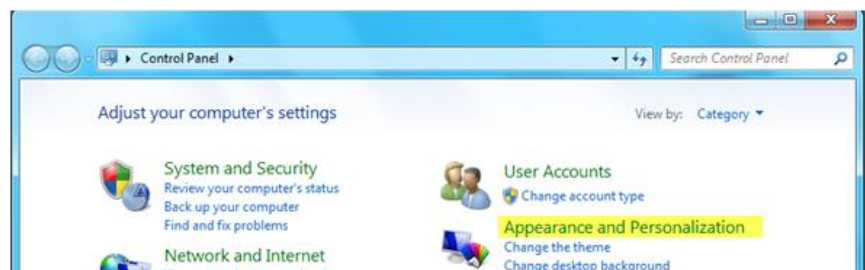 Control Panel
Search Control Panel
Adjust your computer's settings
View by: Category
System and Security
Review your computer's status
Back up your computer
Find and fix problems
Network and Internet
User Accounts
Change account type
Appearance and Personalization
Change the theme
Change desktop background